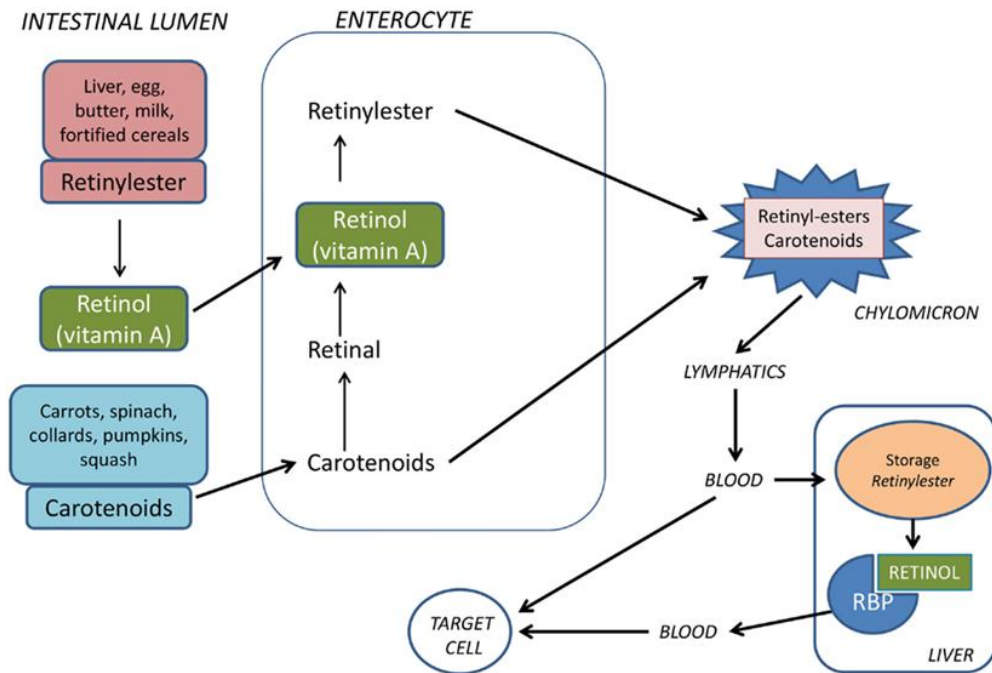 INTESTINAL LUMEN
ENTEROCYTE
Liver, egg,
butter, milk,
fortified cereals
Retinylester
Retinol
(vitamin A)
Carrots, spinach,
collards, pumpkins,
squash
Carotenoids
Retinylester
Retinol
(vitamin A)
Retinal
Carotenoids
Retinyl-esters
Carotenoids
CHYLOMICRON
LYMPHATICS
BLOOD
Storage
Retinylester
RETINOL
RBP
LIVER
BLOOD
TARGET
CELL